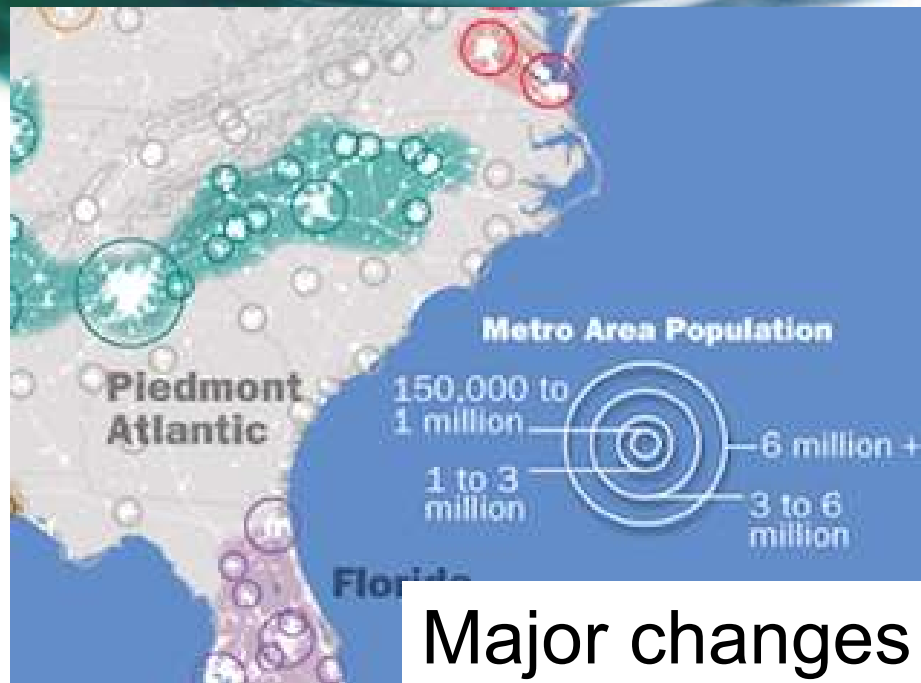 Metro Area Population
150,000 to
1 million
6 million +
1 to 3
million
3 to 6
million
Piedmont
Atlantic
Florida
Major changes